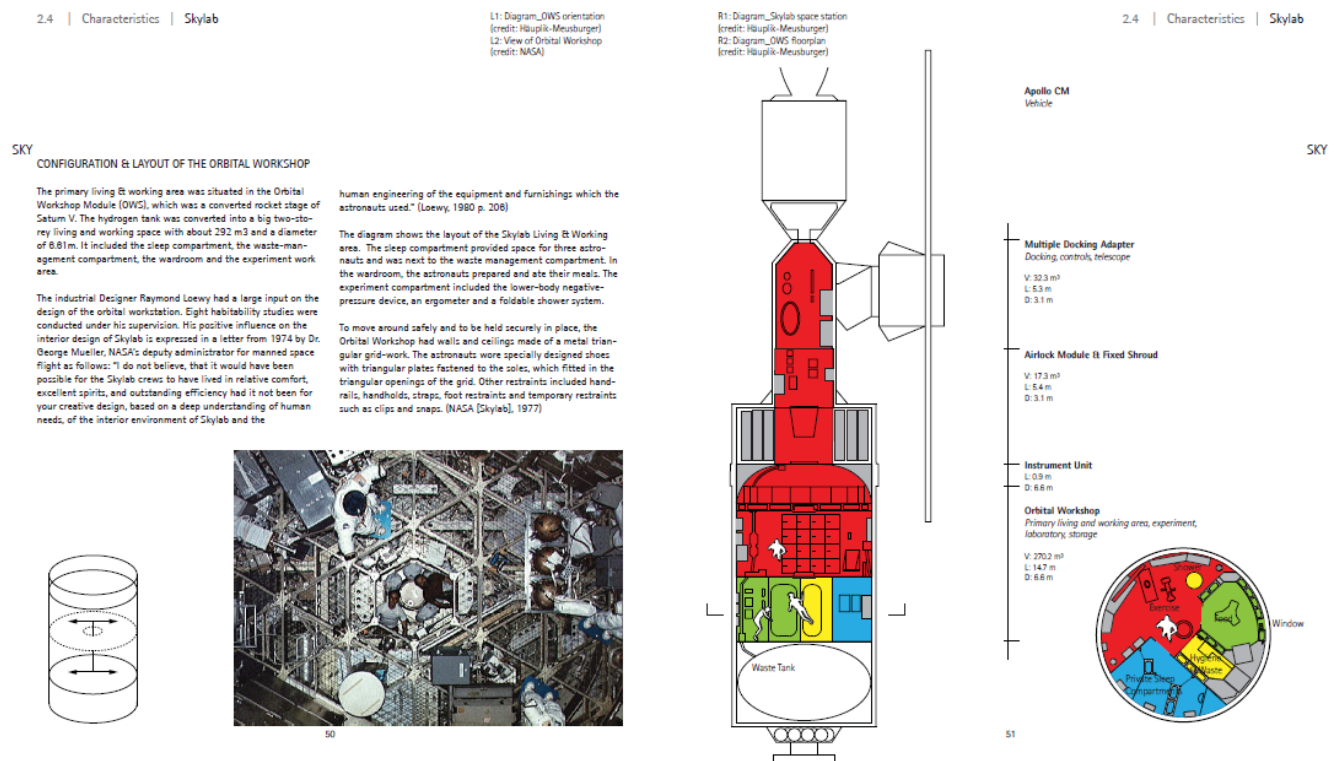 2.4 | Characteristics | Skylab
L1: Diagram_OWS orientation
(credit: Häuplik-Meusburger)
L2: View of Orbital Workshop
(credit: NASA)
SKY
CONFIGURATION & LAYOUT OF THE ORBITAL WORKSHOP
The primary living & working area was situated in the Orbital
Workshop Module (OWS), which was a converted rocket stage of
Saturn V. The hydrogen tank was converted into a big two-sto-
rey living and working space with about 292 m3 and a diameter
of 6.61m. It included the sleep compartment, the waste-man-
agement compartment, the wardroom and the experiment work
area.
The industrial Designer Raymond Loewy had a large input on the
design of the orbital workstation. Eight habitability studies were
conducted under his supervision. His positive influence on the
interior design of Skylab is expressed in a letter from 1974 by Dr.
George Mueller, NASA's deputy administrator for manned space
flight as follows: "I do not believe, that it would have been
possible for the Skylab crews to have lived in relative comfort,
excellent spirits, and outstanding efficiency had it not been for
your creative design, based on a deep understanding of human
needs, of the interior environment of Skylab and the
human engineering of the equipment and furnishings which the
astronauts used." (Loewy, 1980 p. 206)
The diagram shows the layout of the Skylab Living & Working
area. The sleep compartment provided space for three astro-
nauts and was next to the waste management compartment. In
the wardroom, the astronauts prepared and ate their meals. The
experiment compartment included the lower-body negative-
pressure device, an ergometer and a foldable shower system.
To move around safely and to be held securely in place, the
Orbital Workshop had walls and ceilings made of a metal trian-
gular grid-work. The astronauts wore specially designed shoes
with triangular plates fastened to the soles, which fitted in the
triangular openings of the grid. Other restraints included hand-
rails, handholds, straps, foot restraints and temporary restraints
such as clips and snaps. (NASA [Skylab], 1977)
50
R1: Diagram_Skylab space station
(credit: Häuplik-Meusburger)
R2: Diagram_OWS floorplan
(credit: Häuplik-Meusburger)
2.4 | Characteristics | Skylab
SKY
Apollo CM
Vehicle
Multiple Docking Adapter
Docking, controls, telescope
V: 32.3 m³
L: 5.3 m
D: 3.1 m
Airlock Module & Fixed Shroud
V: 17.3 m³
L: 5.4 m
D: 3.1 m
Instrument Unit
L: 0.9 m
D: 6.6 m
Orbital Workshop
Primary living and working area, experiment,
laboratory, storage
V: 270.2 m³
L: 14.7 m
D: 6.6 m
Shower
Exercise
Food
Window
Hygiene
& Waste
Private Sleep
Compartments
Waste Tank
51